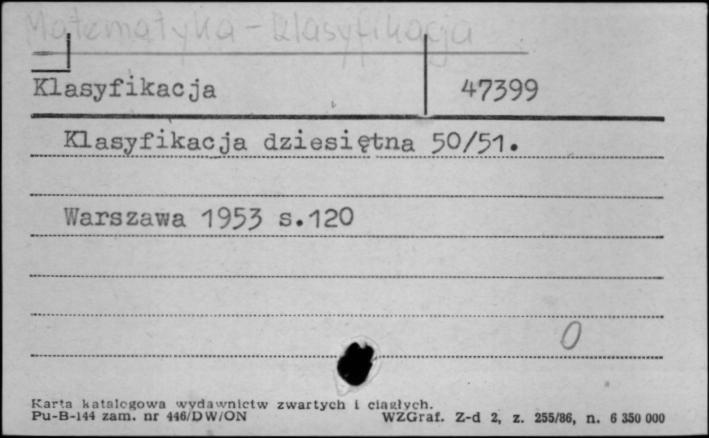 Matematyka - klasyfikacja
Klasyfikacja 47399
Klasyfikacja dziesiętna 50/51.
Warszawa 1953 s.120
0
Karta katalogowa wydawnictw zwartych i ciągłych.
Pu-B-144 zam. nr 446/DW/ON WZGraf. Z-d 2, z. 255/86, n. 6 350 000